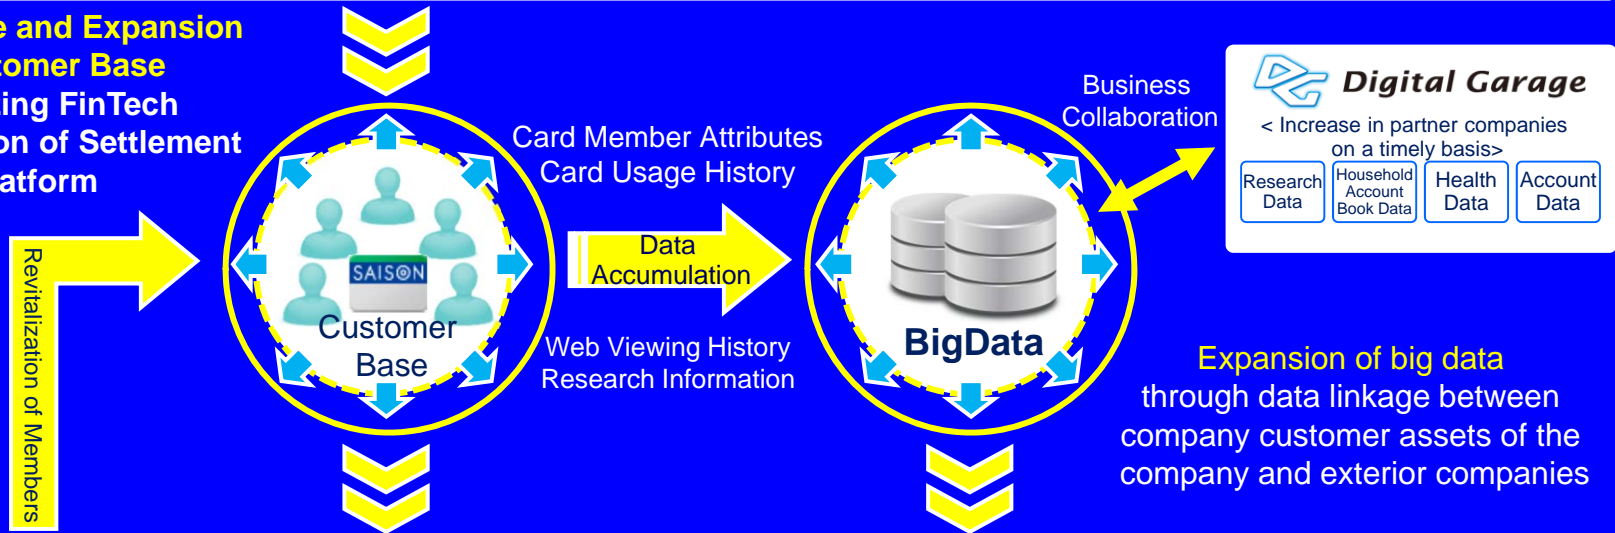 e and Expansion
tomer Base
ing FinTech
on of Settlement
atform
Revitalization of Members
SAISON
Customer
Base
Card Member Attributes
Card Usage History
Data
Accumulation
Web Viewing History
Research Information
BigData
Business
Collaboration
DG Digital Garage
< Increase in partner companies
on a timely basis>
Research
Data
Household
Account
Book Data
Health
Data
Account
Data
Expansion of big data
through data linkage between
company customer assets of the
company and exterior companies